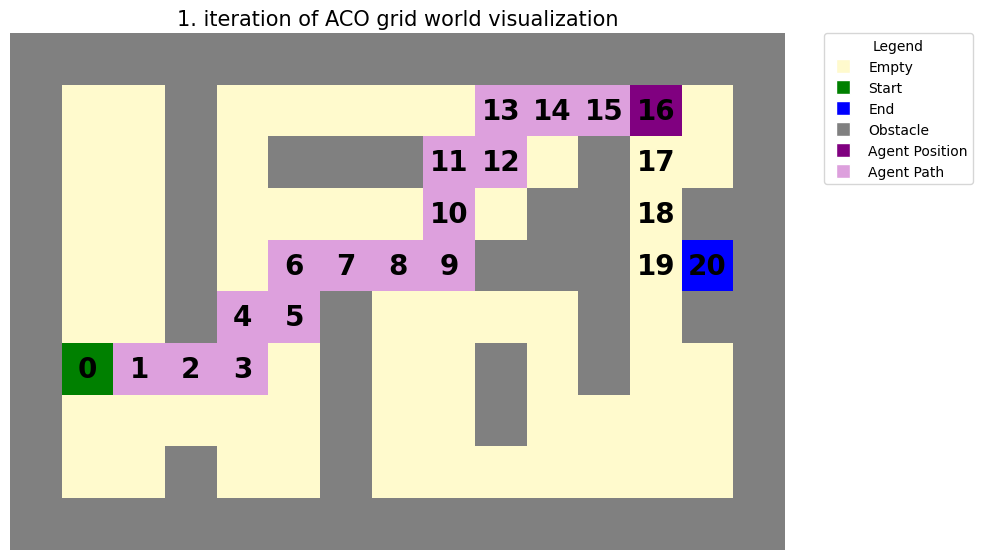 1. iteration of ACO grid world visualization
Legend
Empty
Start
End
Obstacle
Agent Position
Agent Path
13 14 15 16
11 12 17
10 18
6 7 8 9 19 20
4 5
0 1 2 3